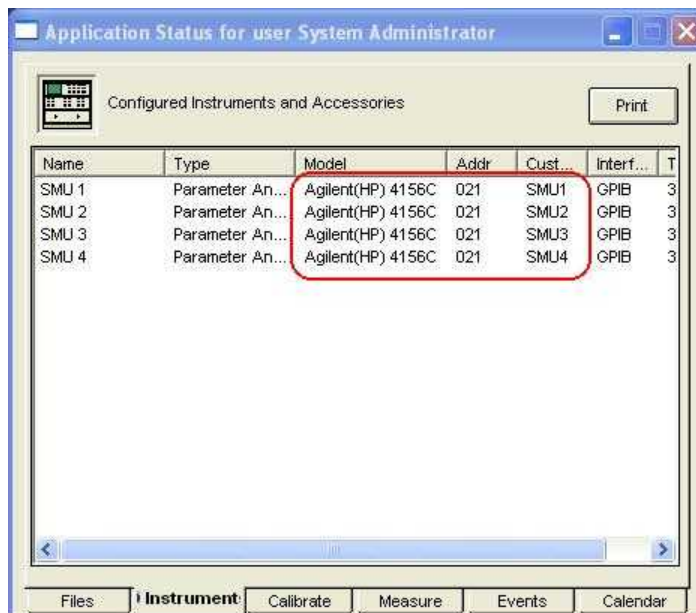 Application Status for user System Administrator
Configured Instruments and Accessories
Print
Name Type Model Addr Cust... Interf... T
SMU 1 Parameter An... Agilent(HP) 4156C 021 SMU1 GPIB 3
SMU 2 Parameter An... Agilent(HP) 4156C 021 SMU2 GPIB 3
SMU 3 Parameter An... Agilent(HP) 4156C 021 SMU3 GPIB 3
SMU 4 Parameter An... Agilent(HP) 4156C 021 SMU4 GPIB 3
Files Instrument Calibrate Measure Events Calendar